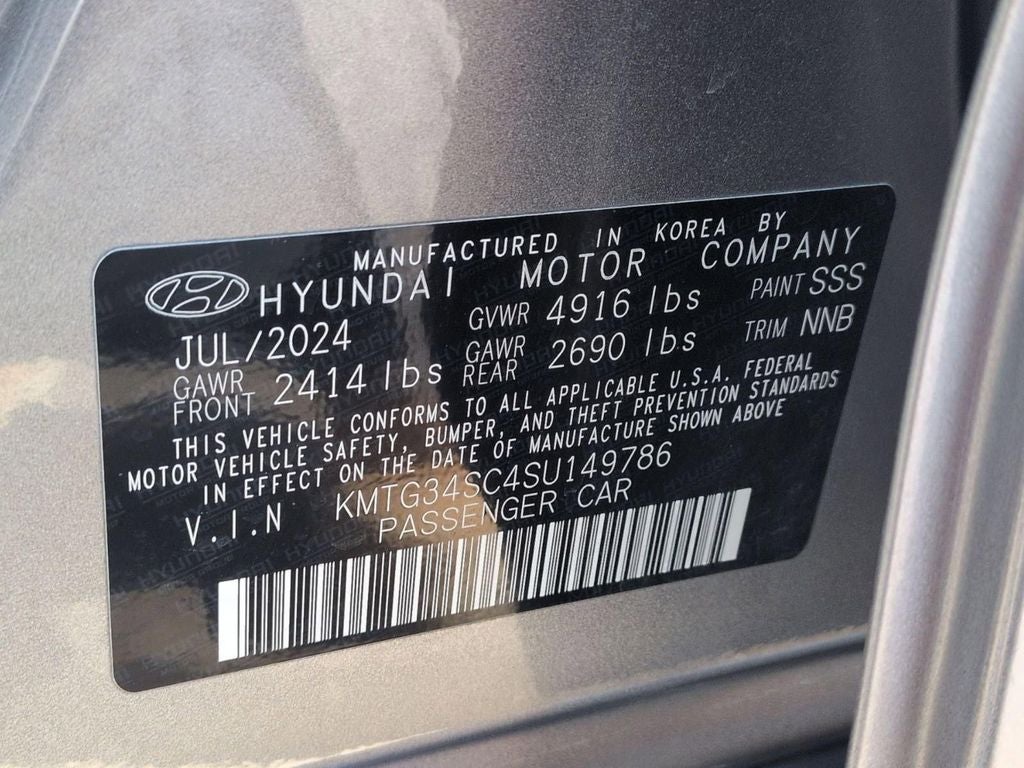 MANUFACTURED IN KOREA BY
HYUNDAI MOTOR COMPANY
JUL/2024 GVWR 4916 lbs PAINT SSS
GAWR FRONT 2414 lbs GAWR REAR 2690 lbs TRIM NNB
THIS VEHICLE CONFORMS TO ALL APPLICABLE U.S.A. FEDERAL
MOTOR VEHICLE SAFETY, BUMPER, AND THEFT PREVENTION STANDARDS
IN EFFECT ON THE DATE OF MANUFACTURE SHOWN ABOVE
V.I.N KMTG34SC4SU149786
PASSENGER CAR